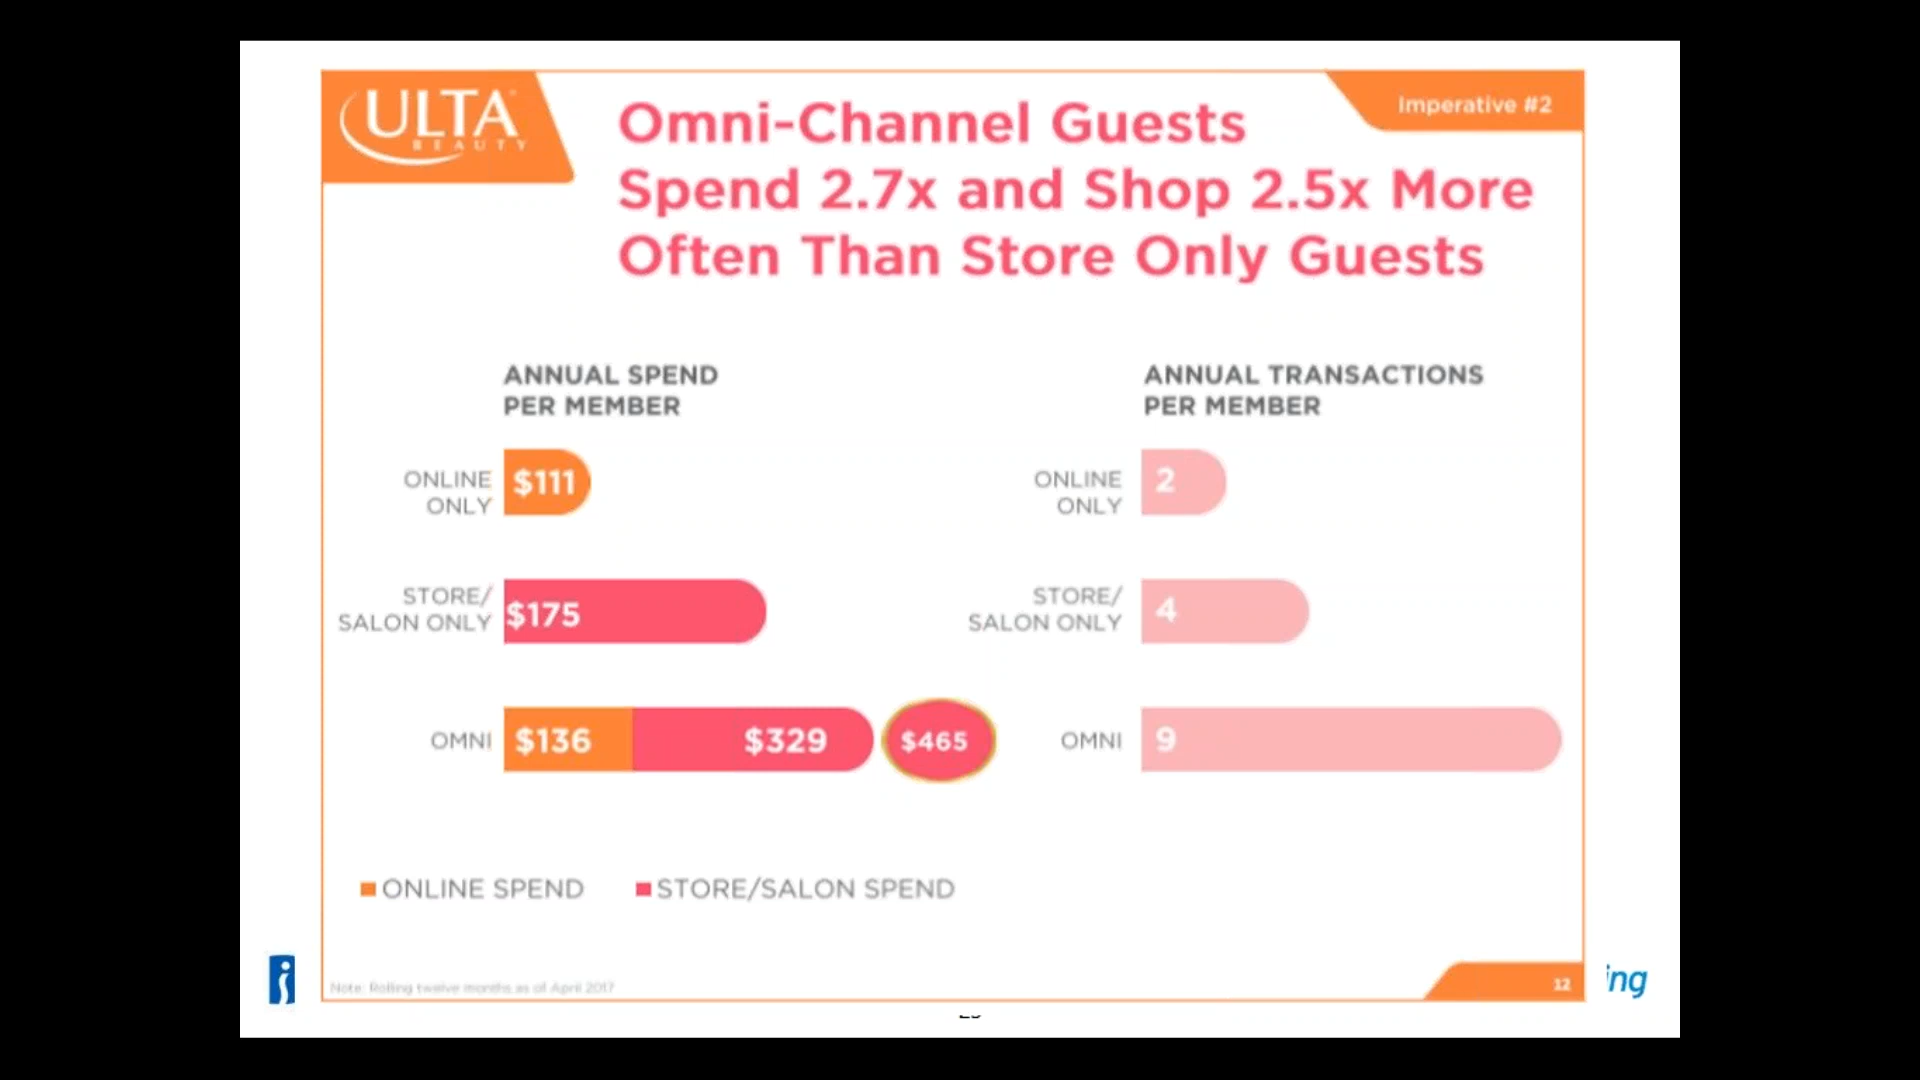 ULTA
BEAUTY
Imperative #2
Omni-Channel Guests
Spend 2.7x and Shop 2.5x More
Often Than Store Only Guests
ANNUAL SPEND
PER MEMBER
ONLINE
ONLY
$111
STORE/
SALON ONLY
$175
OMNI
$136
$329
$465
ANNUAL TRANSACTIONS
PER MEMBER
ONLINE
ONLY
2
STORE/
SALON ONLY
4
OMNI
9
ONLINE SPEND
STORE/SALON SPEND
Note: Rolling twelve months as of April 2017
12
ing